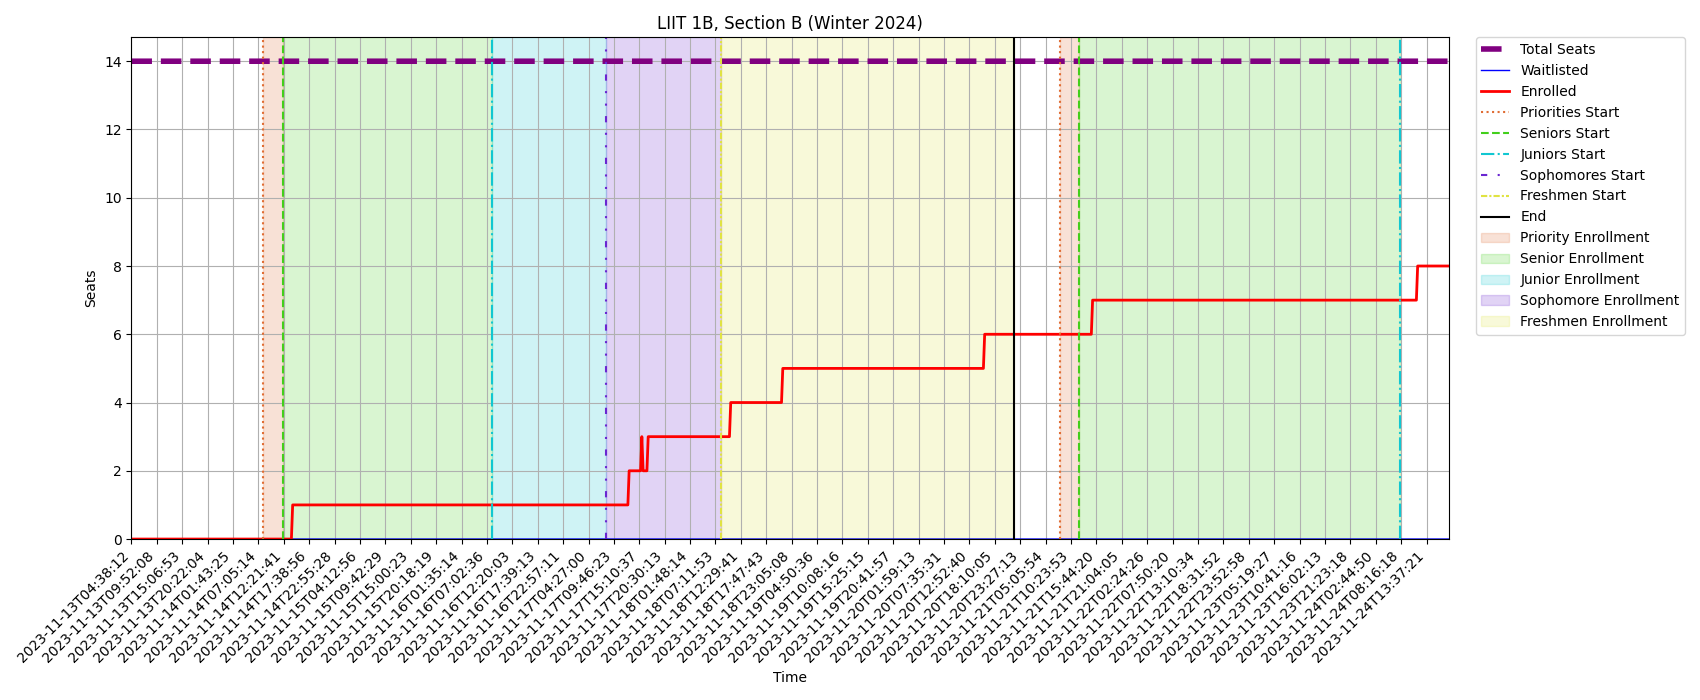 LIIT 1B, Section B (Winter 2024)
14
12
10
8
6
4
2
0
Seats
2023-11-13T04:38:12
2023-11-13T09:52:08
2023-11-13T15:06:53
2023-11-13T20:22:04
2023-11-14T01:43:25
2023-11-14T07:05:14
2023-11-14T12:21:41
2023-11-14T17:38:56
2023-11-14T22:55:28
2023-11-15T04:12:56
2023-11-15T09:42:29
2023-11-15T15:00:23
2023-11-15T20:18:19
2023-11-16T01:35:14
2023-11-16T07:02:36
2023-11-16T12:20:03
2023-11-16T17:39:13
2023-11-16T22:57:11
2023-11-17T04:27:00
2023-11-17T09:46:23
2023-11-17T15:10:37
2023-11-17T20:30:13
2023-11-18T01:48:14
2023-11-18T07:11:53
2023-11-18T12:29:41
2023-11-18T17:47:43
2023-11-18T23:05:08
2023-11-19T04:50:36
2023-11-19T10:08:16
2023-11-19T15:25:15
2023-11-19T20:41:57
2023-11-20T01:59:13
2023-11-20T07:35:31
2023-11-20T12:52:40
2023-11-20T18:10:05
2023-11-20T23:27:13
2023-11-21T05:05:54
2023-11-21T10:23:53
2023-11-21T15:44:20
2023-11-21T21:04:05
2023-11-22T02:24:26
2023-11-22T07:50:20
2023-11-22T13:10:34
2023-11-22T18:31:52
2023-11-22T23:52:58
2023-11-23T05:19:27
2023-11-23T10:41:16
2023-11-23T16:02:13
2023-11-23T21:23:18
2023-11-24T02:44:50
2023-11-24T08:16:18
2023-11-24T13:37:21
Time
Total Seats
Waitlisted
Enrolled
Priorities Start
Seniors Start
Juniors Start
Sophomores Start
Freshmen Start
End
Priority Enrollment
Senior Enrollment
Junior Enrollment
Sophomore Enrollment
Freshmen Enrollment